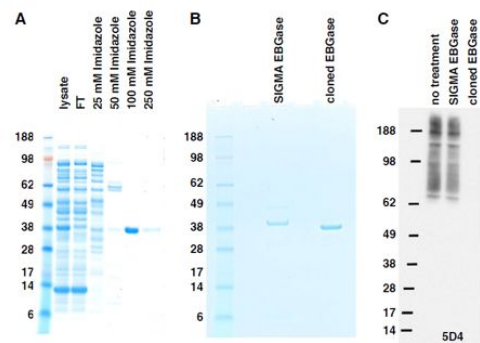 A
lysate
FT
25 mM Imidazole
50 mM Imidazole
100 mM Imidazole
250 mM Imidazole
188
98
62
49
38
28
17
14
6
B
SIGMA EBGase
cloned EBGase
188
98
62
49
38
28
17
14
6
C
no treatment
SIGMA EBGase
cloned EBGase
188
98
62
49
38
28
17
14
5D4